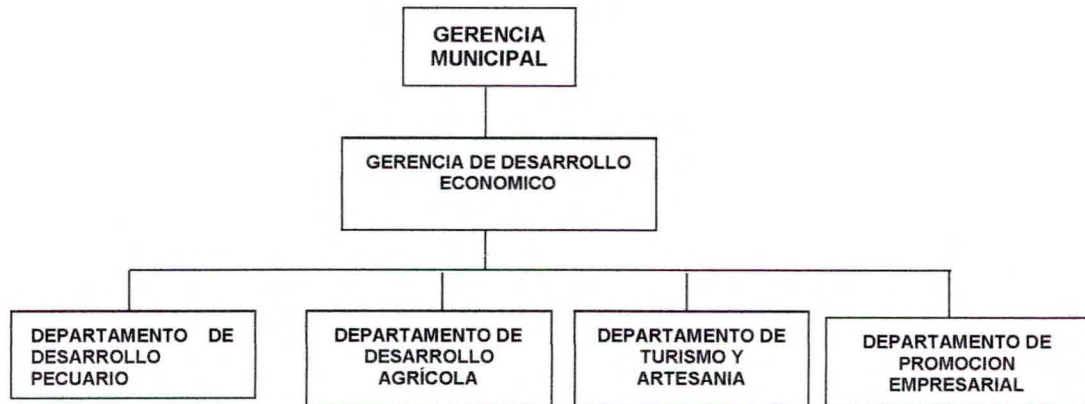 GERENCIA
MUNICIPAL
GERENCIA DE DESARROLLO
ECONOMICO
DEPARTAMENTO DE
DESARROLLO
PECUARIO
DEPARTAMENTO DE
DESARROLLO
AGRÍCOLA
DEPARTAMENTO DE
TURISMO Y
ARTESANIA
DEPARTAMENTO DE
PROMOCION
EMPRESARIAL